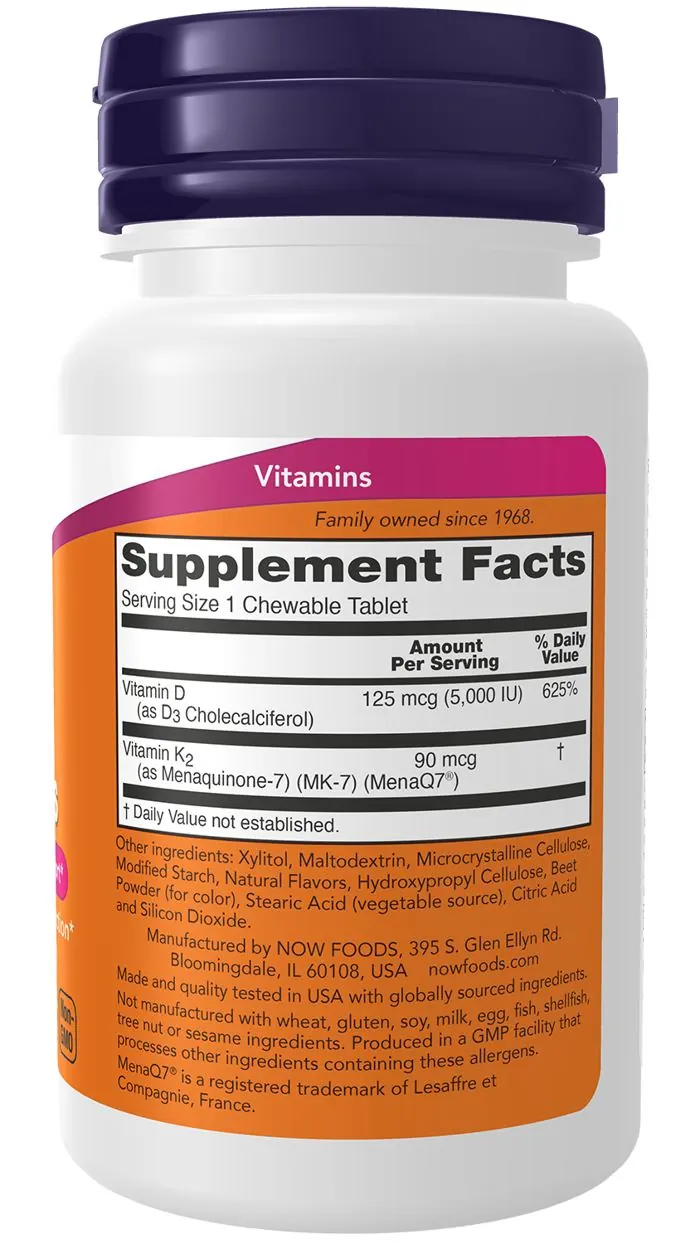 Vitamins
Family owned since 1968.
Supplement Facts
Serving Size 1 Chewable Tablet
Amount Per Serving
% Daily Value
Vitamin D 125 mcg (5,000 IU) 625%
(as D3 Cholecalciferol)
Vitamin K2 90 mcg †
(as Menaquinone-7) (MK-7) (MenaQ7®)
† Daily Value not established.
Other ingredients: Xylitol, Maltodextrin, Microcrystalline Cellulose,
Modified Starch, Natural Flavors, Hydroxypropyl Cellulose, Beet
Powder (for color), Stearic Acid (vegetable source), Citric Acid
and Silicon Dioxide.
Manufactured by NOW FOODS, 395 S. Glen Ellyn Rd.
Bloomingdale, IL 60108, USA nowfoods.com
Made and quality tested in USA with globally sourced ingredients.
Not manufactured with wheat, gluten, soy, milk, egg, fish, shellfish,
tree nut or sesame ingredients. Produced in a GMP facility that
processes other ingredients containing these allergens.
MenaQ7® is a registered trademark of Lesaffre et
Compagnie, France.
Non-
GMO